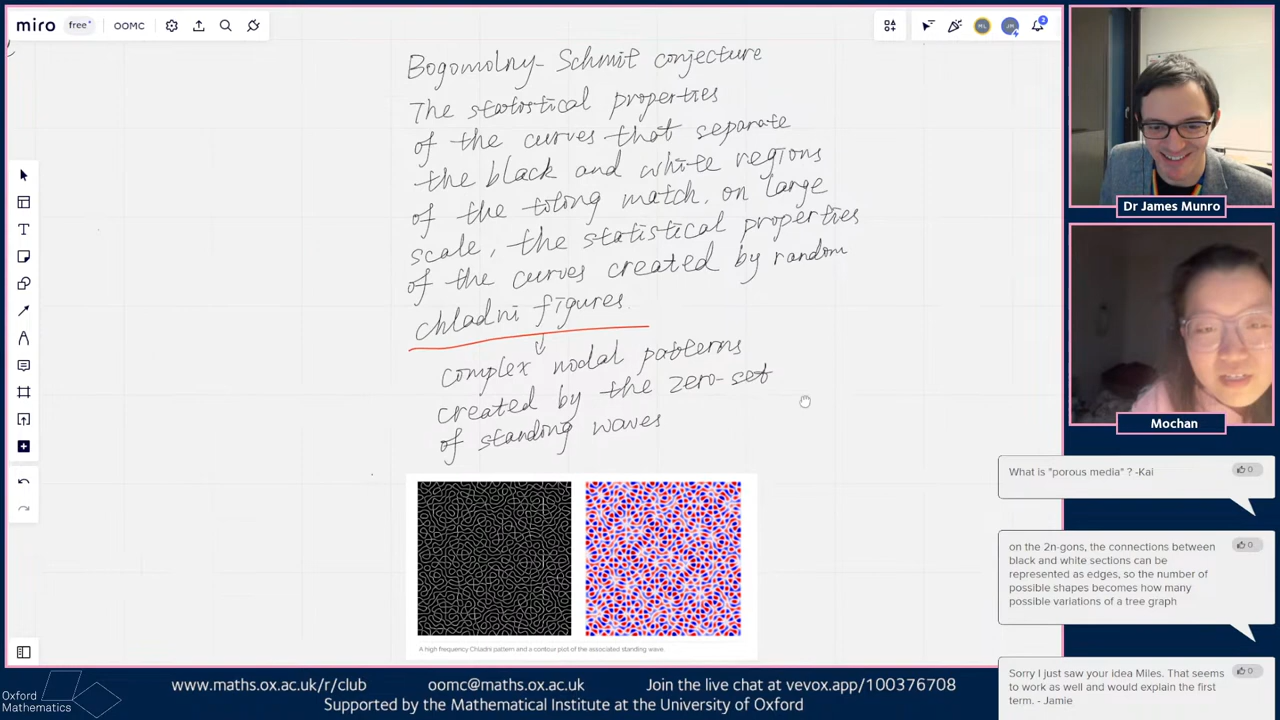 miro
free
OOMC
ML
JM
Bogomolny-Schmit conjecture
The statistical properties
of the curves that separate
the black and white regions
of the tiling match, on large
scale, the statistical properties
of the curves created by random
chladni figures.
complex nodal patterns
created by the zero-set
of standing waves
A high frequency Chladni pattern and a contour plot of the associated standing wave.
Dr James Munro
Mochan
What is "porous media" ? -Kai
0
on the 2n-gons, the connections between
black and white sections can be
represented as edges, so the number of
possible shapes becomes how many
possible variations of a tree graph
0
Sorry I just saw your idea Miles. That seems
to work as well and would explain the first
term. - Jamie
0
Oxford
Mathematics
www.maths.ox.ac.uk/r/club oomc@maths.ox.ac.uk Join the live chat at vevox.app/100376708
Supported by the Mathematical Institute at the University of Oxford